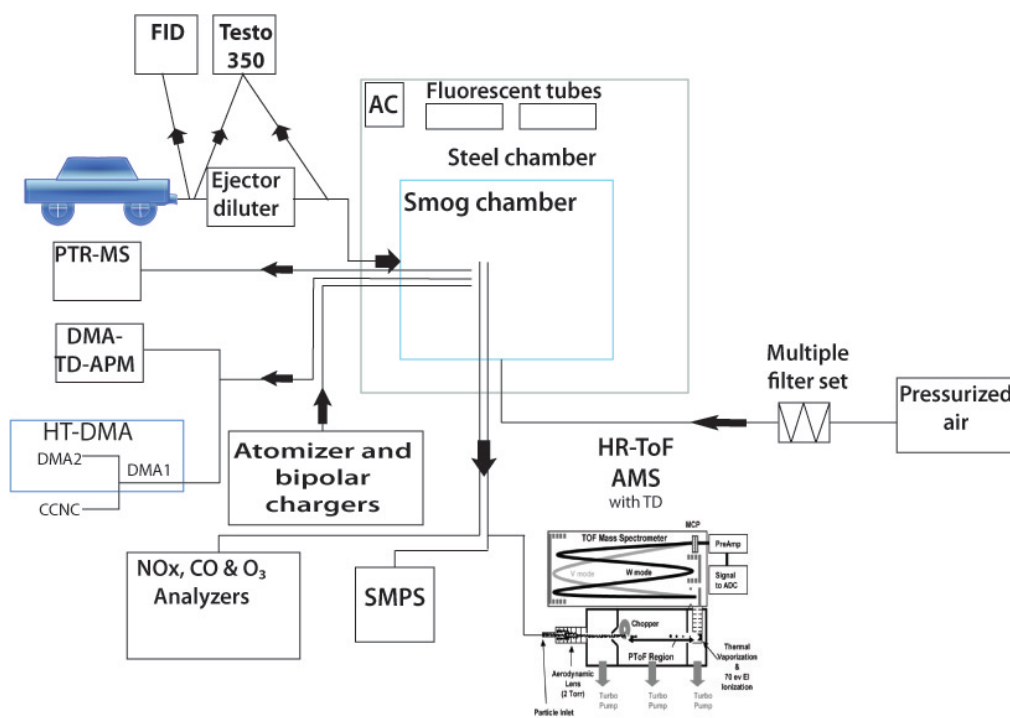 FID
Testo
350
AC
Fluorescent tubes
Steel chamber
Ejector
diluter
Smog chamber
PTR-MS
DMA-
TD-APM
Multiple
filter set
Pressurized
air
HT-DMA
DMA2
DMA1
CCNC
Atomizer and
bipolar
chargers
HR-ToF
AMS
with TD
NOx, CO & O₃
Analyzers
SMPS
MCP
TOF Mass Spectrometer
PreAmp
V mode
W mode
Signal
to ADC
Chopper
PToF Region
Thermal
Vaporization
&
70 ev EI
Ionization
Aerodynamic
Lens
(2 Torr)
Particle Inlet
Turbo
Pump
Turbo
Pump
Turbo
Pump